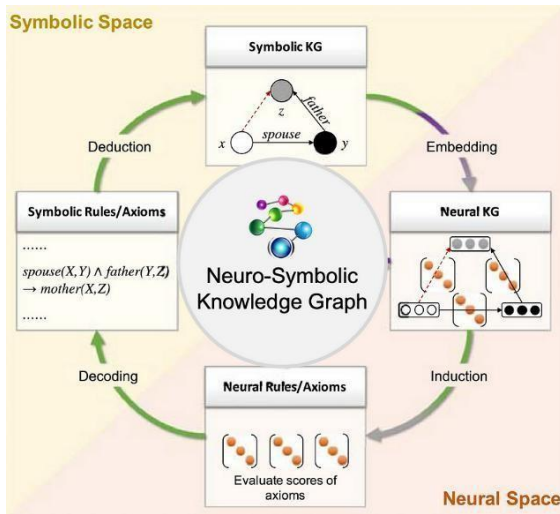 Symbolic Space
Symbolic KG
z
father
x
spouse
y
Deduction
Embedding
Symbolic Rules/Axioms
......
spouse(X,Y) ∧ father(Y,Z)
→ mother(X,Z)
......
Neural KG
Neuro-Symbolic
Knowledge Graph
Decoding
Induction
Neural Rules/Axioms
Evaluate scores of
axioms
Neural Space